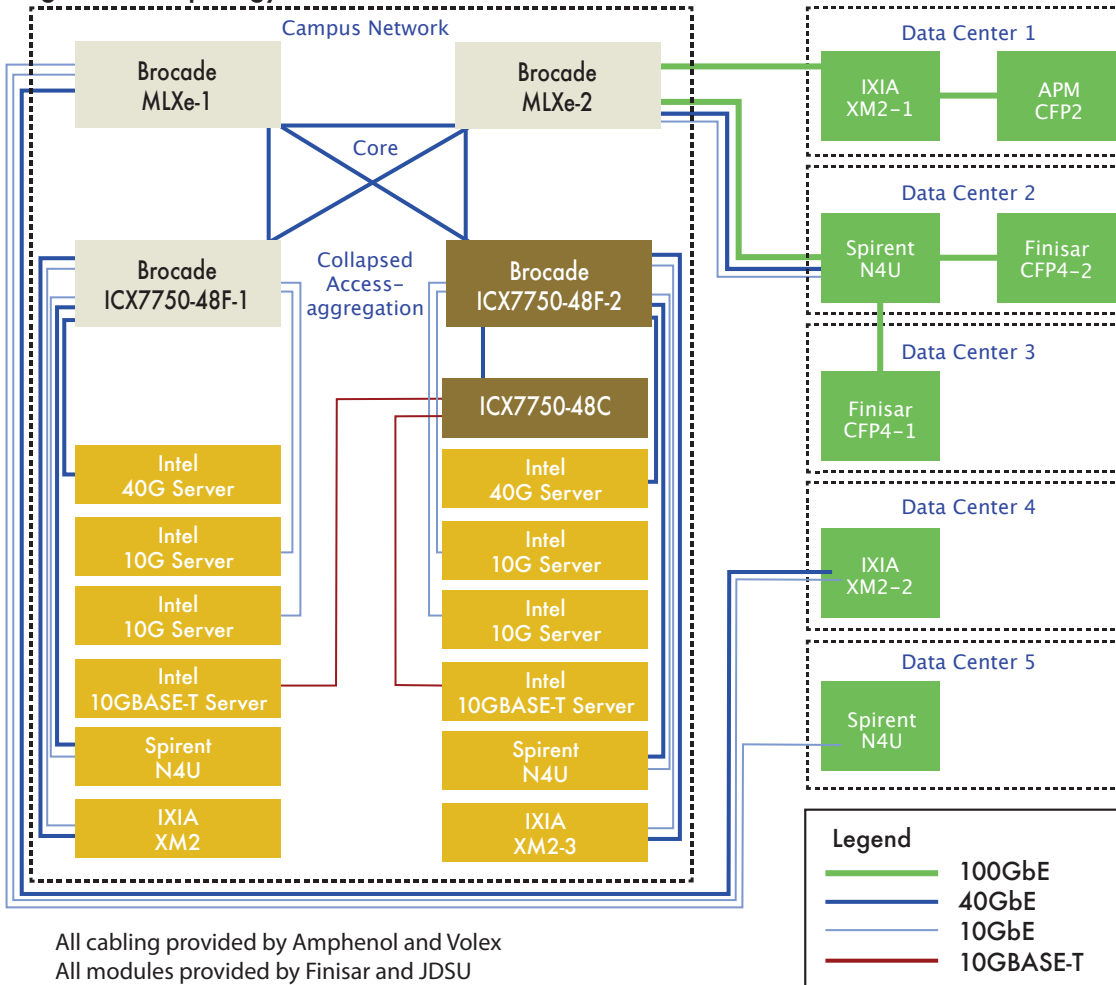 Campus Network
Brocade
MLXe-1
Brocade
MLXe-2
Core
Brocade
ICX7750-48F-1
Collapsed
Access-
aggregation
Brocade
ICX7750-48F-2
ICX7750-48C
Intel
40G Server
Intel
10G Server
Intel
10G Server
Intel
10GBASE-T Server
Spirent
N4U
IXIA
XM2
Intel
40G Server
Intel
10G Server
Intel
10G Server
Intel
10GBASE-T Server
Spirent
N4U
IXIA
XM2-3
Data Center 1
IXIA
XM2-1
APM
CFP2
Data Center 2
Spirent
N4U
Finisar
CFP4-2
Data Center 3
Finisar
CFP4-1
Data Center 4
IXIA
XM2-2
Data Center 5
Spirent
N4U
Legend
100GbE
40GbE
10GbE
10GBASE-T
All cabling provided by Amphenol and Volex
All modules provided by Finisar and JDSU